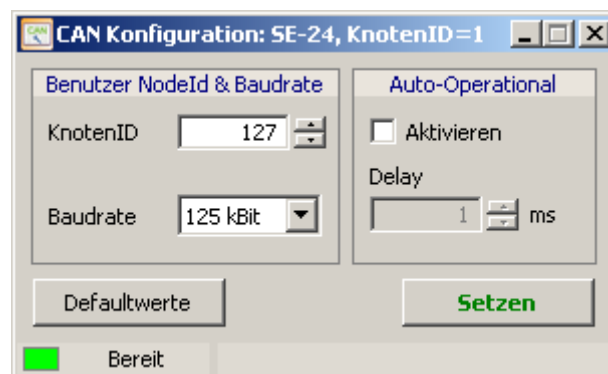 CAN Konfiguration: SE-24, KnotenID=1
Benutzer NodeId & Baudrate
KnotenID 127
Baudrate 125 kBit
Auto-Operational
Aktivieren
Delay
1 ms
Defaultwerte
Setzen
Bereit